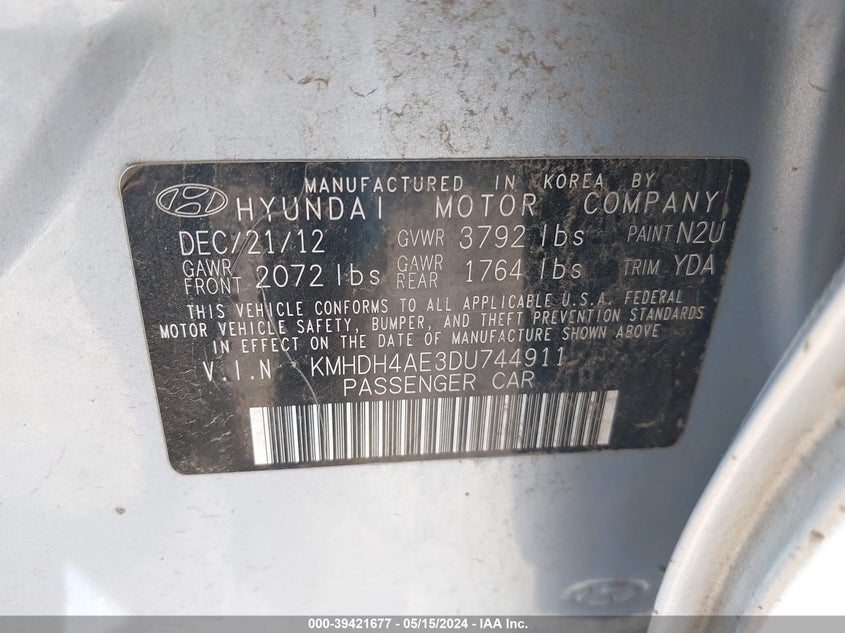 MANUFACTURED IN KOREA BY
HYUNDAI MOTOR COMPANY
DEC/21/12 GVWR 3792 lbs PAINT N2U
GAWR FRONT 2072 lbs GAWR REAR 1764 lbs TRIM YDA
THIS VEHICLE CONFORMS TO ALL APPLICABLE U.S.A. FEDERAL
MOTOR VEHICLE SAFETY, BUMPER, AND THEFT PREVENTION STANDARDS
IN EFFECT ON THE DATE OF MANUFACTURE SHOWN ABOVE
V.I.N KMHDH4AE3DU744911
PASSENGER CAR
000-39421677 - 05/15/2024 - IAA Inc.